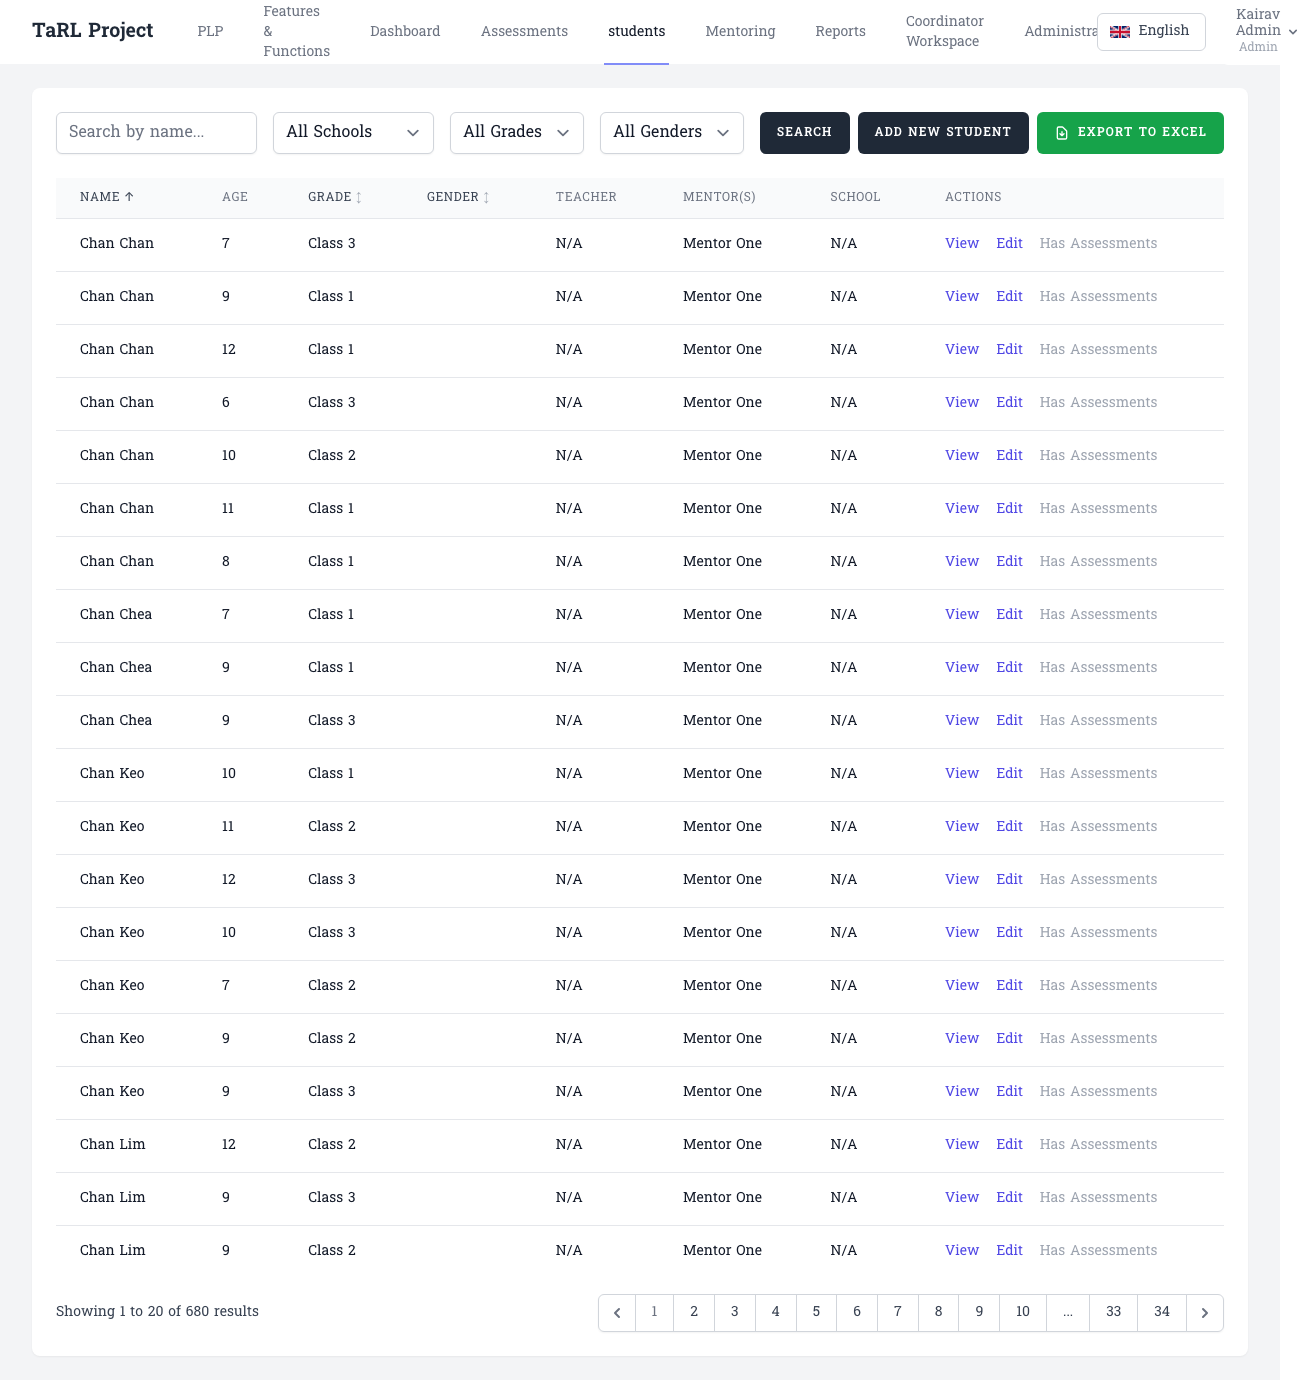 TaRL Project
PLP
Features
&
Functions
Dashboard
Assessments
students
Mentoring
Reports
Coordinator
Workspace
Administra
English
Kairav
Admin
Admin
Search by name...
All Schools
All Grades
All Genders
SEARCH
ADD NEW STUDENT
EXPORT TO EXCEL
NAME ↑ AGE GRADE ↕ GENDER ↕ TEACHER MENTOR(S) SCHOOL ACTIONS
Chan Chan 7 Class 3 N/A Mentor One N/A View Edit Has Assessments
Chan Chan 9 Class 1 N/A Mentor One N/A View Edit Has Assessments
Chan Chan 12 Class 1 N/A Mentor One N/A View Edit Has Assessments
Chan Chan 6 Class 3 N/A Mentor One N/A View Edit Has Assessments
Chan Chan 10 Class 2 N/A Mentor One N/A View Edit Has Assessments
Chan Chan 11 Class 1 N/A Mentor One N/A View Edit Has Assessments
Chan Chan 8 Class 1 N/A Mentor One N/A View Edit Has Assessments
Chan Chea 7 Class 1 N/A Mentor One N/A View Edit Has Assessments
Chan Chea 9 Class 1 N/A Mentor One N/A View Edit Has Assessments
Chan Chea 9 Class 3 N/A Mentor One N/A View Edit Has Assessments
Chan Keo 10 Class 1 N/A Mentor One N/A View Edit Has Assessments
Chan Keo 11 Class 2 N/A Mentor One N/A View Edit Has Assessments
Chan Keo 12 Class 3 N/A Mentor One N/A View Edit Has Assessments
Chan Keo 10 Class 3 N/A Mentor One N/A View Edit Has Assessments
Chan Keo 7 Class 2 N/A Mentor One N/A View Edit Has Assessments
Chan Keo 9 Class 2 N/A Mentor One N/A View Edit Has Assessments
Chan Keo 9 Class 3 N/A Mentor One N/A View Edit Has Assessments
Chan Lim 12 Class 2 N/A Mentor One N/A View Edit Has Assessments
Chan Lim 9 Class 3 N/A Mentor One N/A View Edit Has Assessments
Chan Lim 9 Class 2 N/A Mentor One N/A View Edit Has Assessments
Showing 1 to 20 of 680 results
1 2 3 4 5 6 7 8 9 10 ... 33 34